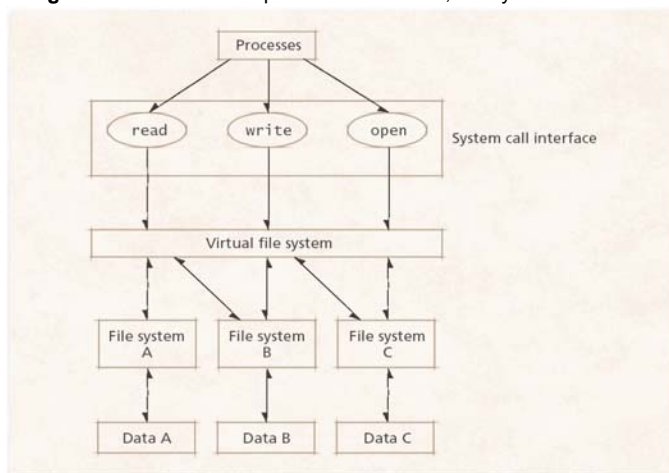 Processes
read write open
System call interface
Virtual file system
File system File system File system
A B C
Data A Data B Data C